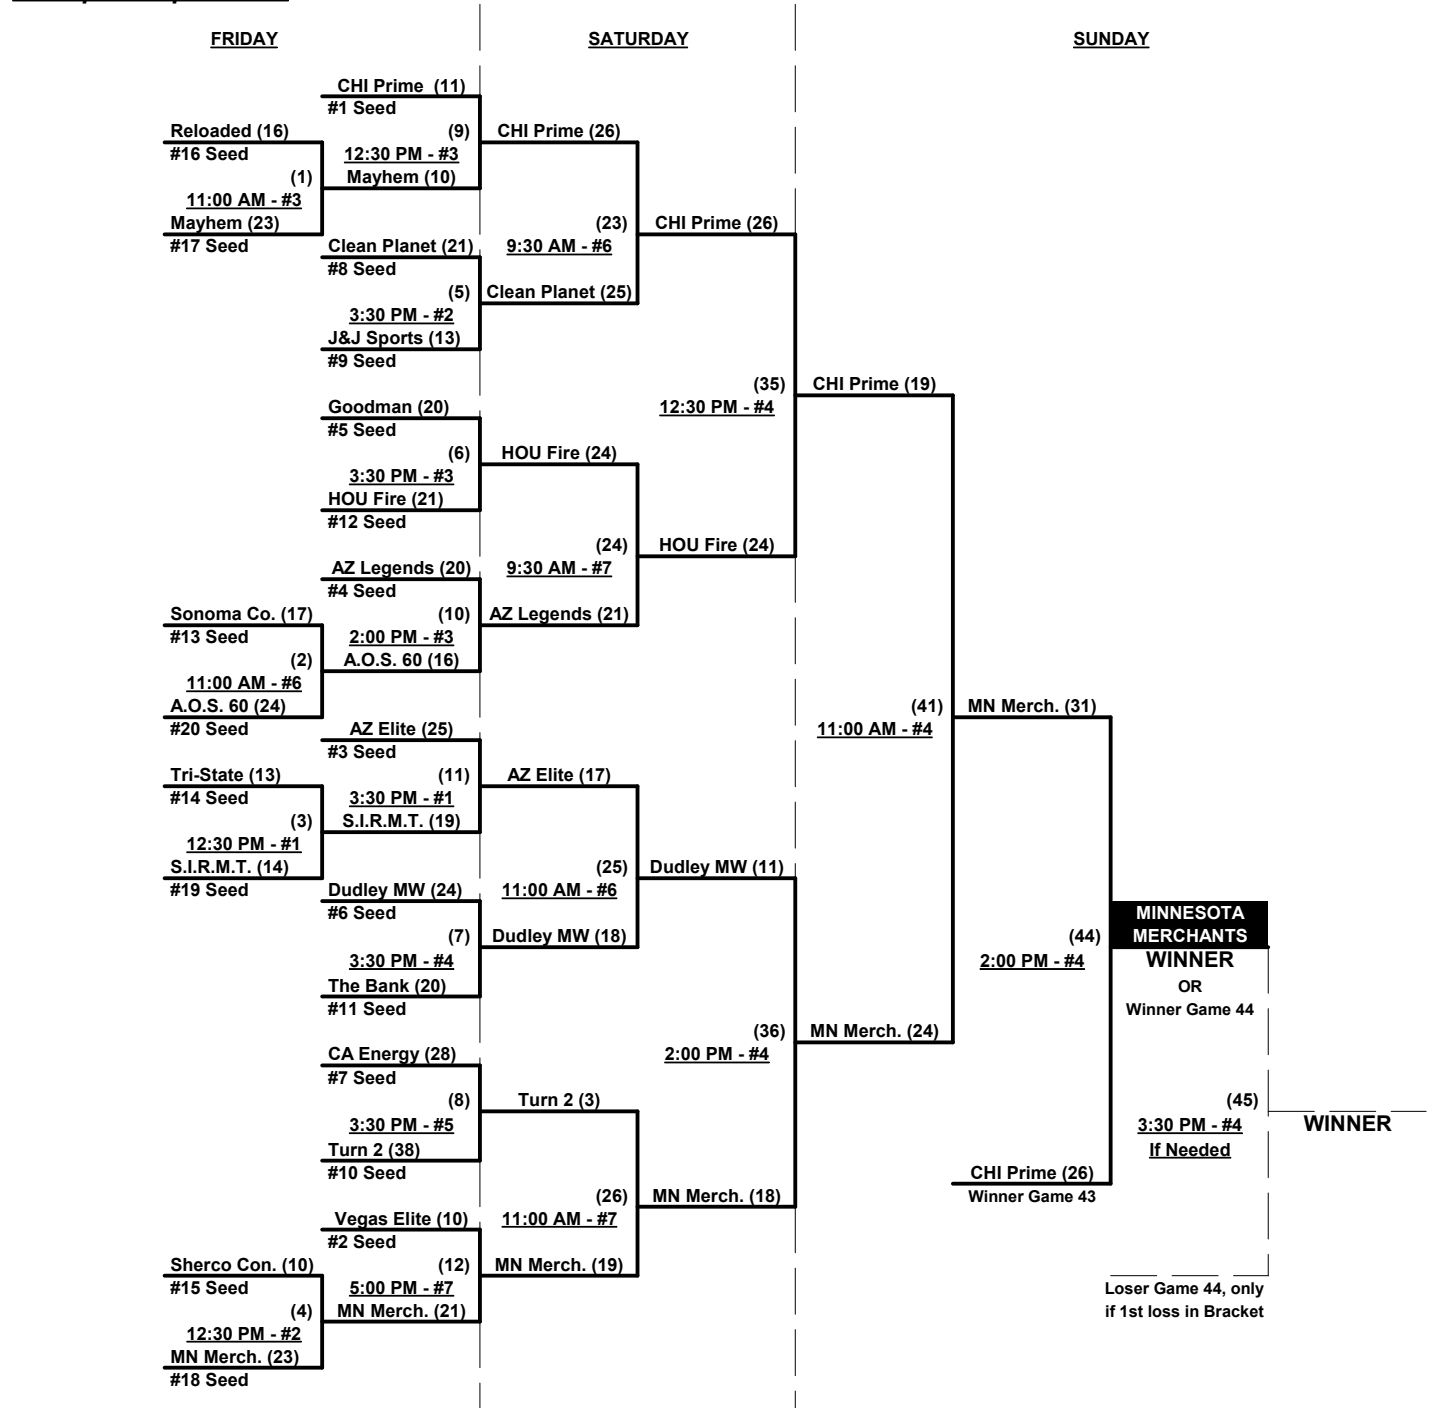 FRIDAY
SATURDAY
SUNDAY
CHI Prime (11)
#1 Seed
Reloaded (16)
#16 Seed
(9)
12:30 PM - #3
CHI Prime (26)
(1)
11:00 AM - #3
Mayhem (10)
Mayhem (23)
#17 Seed
(23)
9:30 AM - #6
CHI Prime (26)
Clean Planet (21)
#8 Seed
(5)
3:30 PM - #2
Clean Planet (25)
J&J Sports (13)
#9 Seed
(35)
12:30 PM - #4
CHI Prime (19)
Goodman (20)
#5 Seed
(6)
3:30 PM - #3
HOU Fire (24)
HOU Fire (21)
#12 Seed
(24)
9:30 AM - #7
HOU Fire (24)
AZ Legends (20)
#4 Seed
Sonoma Co. (17)
#13 Seed
(10)
2:00 PM - #3
AZ Legends (21)
(2)
11:00 AM - #6
A.O.S. 60 (16)
A.O.S. 60 (24)
#20 Seed
(41)
11:00 AM - #4
MN Merch. (31)
AZ Elite (25)
#3 Seed
Tri-State (13)
#14 Seed
(11)
3:30 PM - #1
AZ Elite (17)
(3)
12:30 PM - #1
S.I.R.M.T. (19)
S.I.R.M.T. (14)
#19 Seed
(25)
11:00 AM - #6
Dudley MW (11)
Dudley MW (24)
#6 Seed
(7)
3:30 PM - #4
Dudley MW (18)
The Bank (20)
#11 Seed
(44)
2:00 PM - #4
MINNESOTA
MERCHANTS
WINNER
OR
Winner Game 44
(36)
2:00 PM - #4
MN Merch. (24)
CA Energy (28)
#7 Seed
(8)
3:30 PM - #5
Turn 2 (3)
Turn 2 (38)
#10 Seed
(45)
3:30 PM - #4
If Needed
WINNER
CHI Prime (26)
Winner Game 43
(26)
11:00 AM - #7
MN Merch. (18)
Vegas Elite (10)
#2 Seed
Sherco Con. (10)
#15 Seed
(12)
5:00 PM - #7
MN Merch. (19)
(4)
12:30 PM - #2
MN Merch. (21)
MN Merch. (23)
#18 Seed
Loser Game 44, only
if 1st loss in Bracket